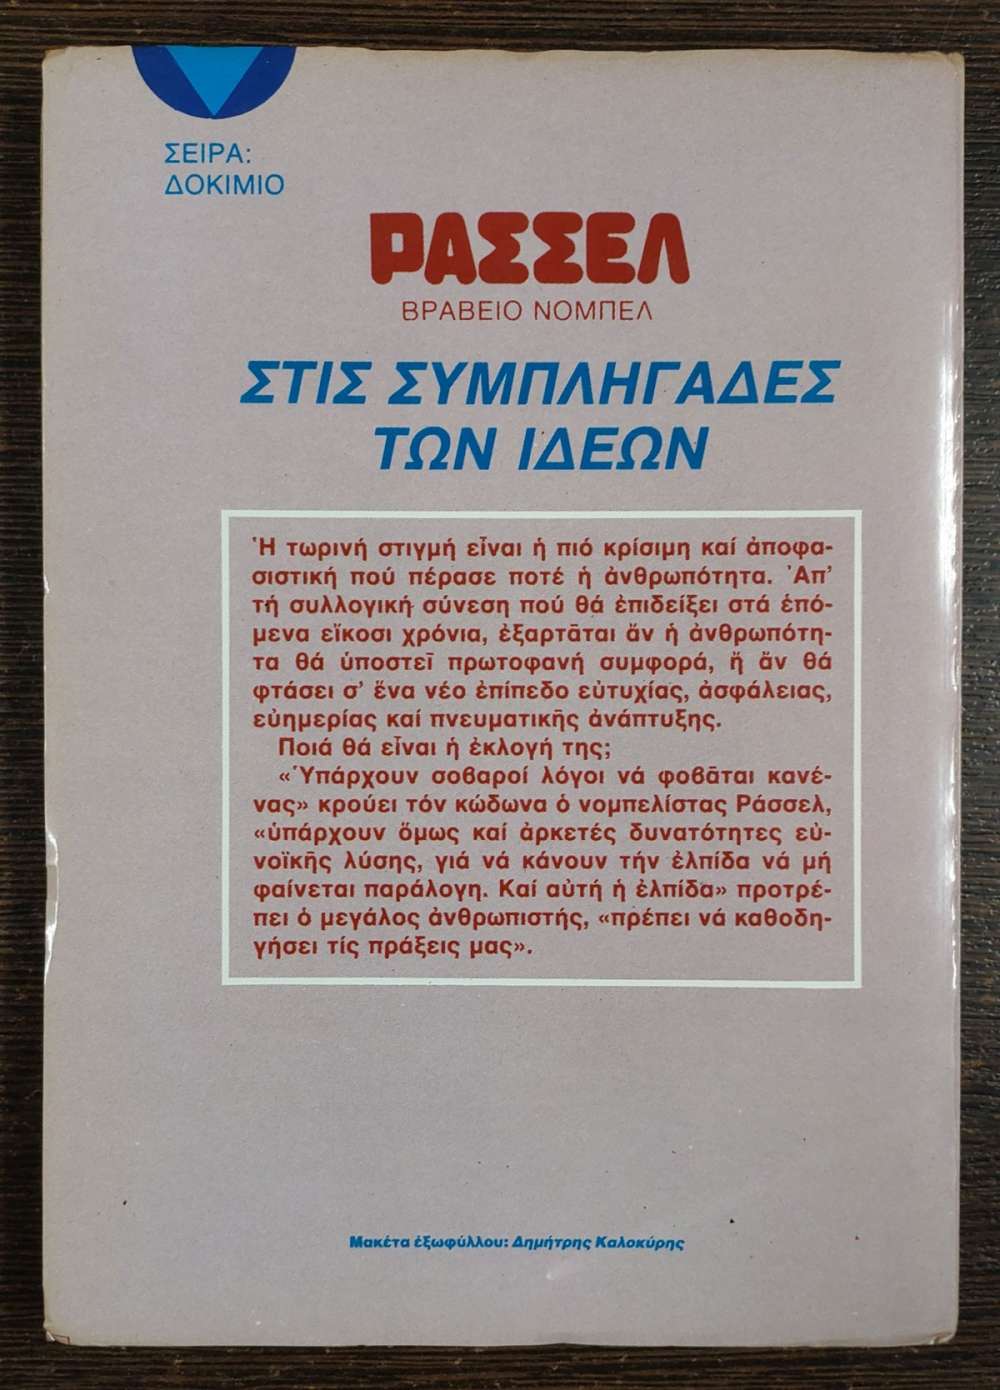 ΣΕΙΡΑ:
ΔΟΚΙΜΙΟ
ΡΑΣΣΕΛ
ΒΡΑΒΕΙΟ ΝΟΜΠΕΛ
ΣΤΙΣ ΣΥΜΠΛΗΓΑΔΕΣ
ΤΩΝ ΙΔΕΩΝ
Ἡ τωρινή στιγμή εἶναι ἡ πιό κρίσιμη καί ἀποφα-
σιστική πού πέρασε ποτέ ἡ ἀνθρωπότητα. Ἀπ'
τή συλλογική σύνεση πού θά ἐπιδείξει στά ἑπό-
μενα εἴκοσι χρόνια, ἐξαρτᾶται ἄν ἡ ἀνθρωπότη-
τα θά ὑποστεῖ πρωτοφανή συμφορά, ἤ ἄν θά
φτάσει σ' ἕνα νέο ἐπίπεδο εὐτυχίας, ἀσφάλειας,
εὐημερίας καί πνευματικῆς ἀνάπτυξης.
Ποιά θά εἶναι ἡ ἐκλογή της;
«Ὑπάρχουν σοβαροί λόγοι νά φοβᾶται κανέ-
νας» κρούει τόν κώδωνα ὁ νομπελίστας Ράσσελ,
«ὑπάρχουν ὅμως καί ἀρκετές δυνατότητες εὐ-
νοϊκῆς λύσης, γιά νά κάνουν τήν ἐλπίδα νά μή
φαίνεται παράλογη. Καί αὐτή ἡ ἐλπίδα» προτρέ-
πει ὁ μεγάλος ἀνθρωπιστής, «πρέπει νά καθοδη-
γήσει τίς πράξεις μας».
Μακέτα ἐξωφύλλου: Δημήτρης Καλοκύρης